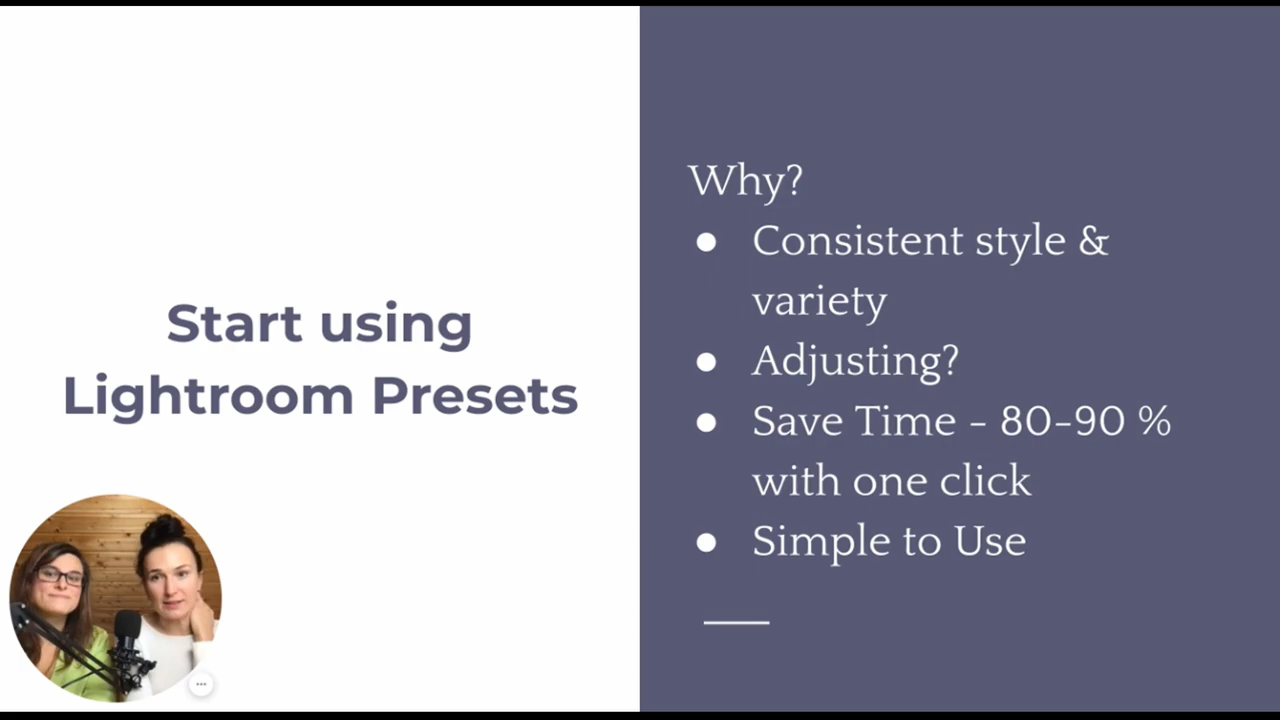 Start using
Lightroom Presets
Why?
● Consistent style &
variety
● Adjusting?
● Save Time - 80-90 %
with one click
● Simple to Use